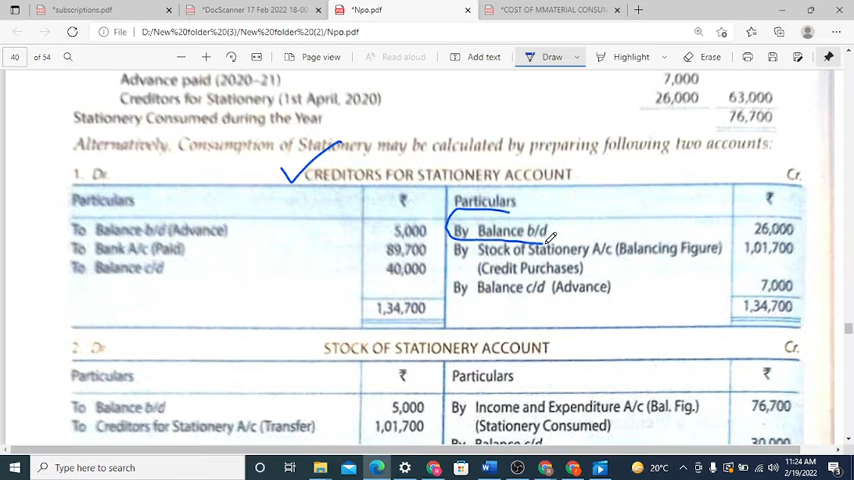 *subscriptions.pdf
*DocScanner 17 Feb 2022 18-00
*Npo.pdf
*COST OF MMATERIAL CONSUM
File D:/New%20folder%20(3)/New%20folder%20(2)/Npo.pdf
40 of 54 Page view Add text Draw Highlight Erase
Advance paid (2020–21) 7,000
Creditors for Stationery (1st April, 2020) 26,000 63,000
Stationery Consumed during the Year 76,700
Alternatively, Consumption of Stationery may be calculated by preparing following two accounts:
1. Dr. CREDITORS FOR STATIONERY ACCOUNT Cr.
Particulars ₹ Particulars ₹
To Balance b/d (Advance) 5,000 By Balance b/d 26,000
To Bank A/c (Paid) 89,700 By Stock of Stationery A/c (Balancing Figure) 1,01,700
To Balance c/d 40,000 (Credit Purchases)
By Balance c/d (Advance) 7,000
1,34,700 1,34,700
2. Dr. STOCK OF STATIONERY ACCOUNT Cr.
Particulars ₹ Particulars ₹
To Balance b/d 5,000 By Income and Expenditure A/c (Bal. Fig.) 76,700
To Creditors for Stationery A/c (Transfer) 1,01,700 (Stationery Consumed)
By Balance c/d 30,000
Type here to search 20°C 11:24 AM
2/19/2022